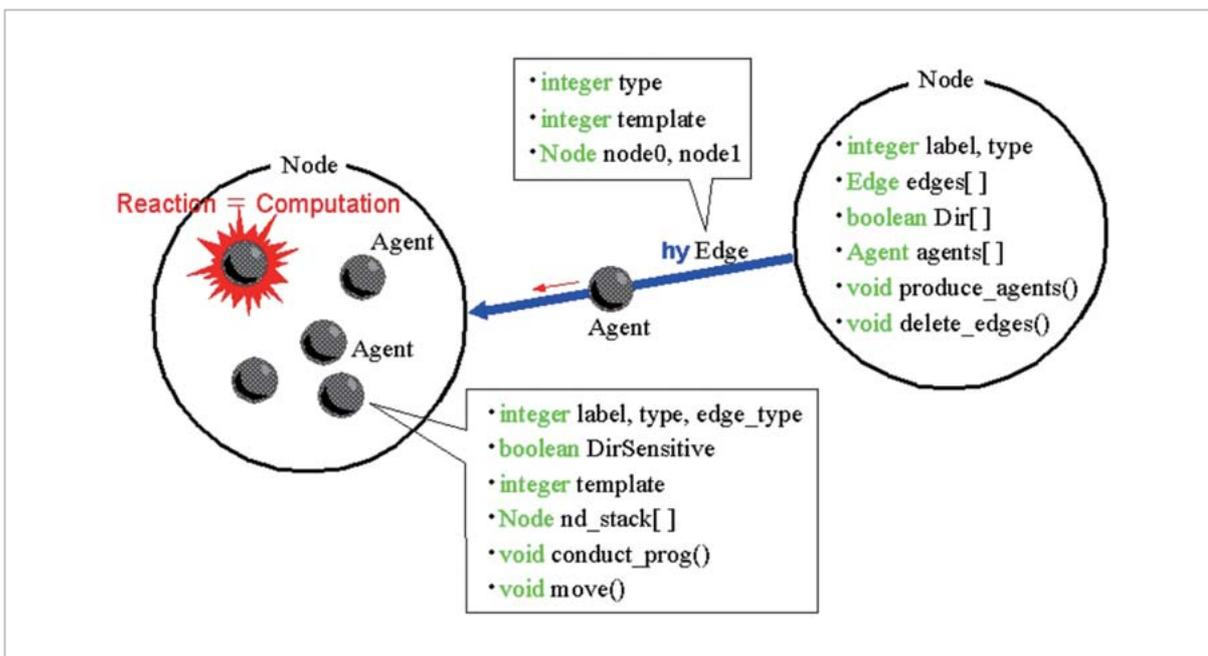 Node
Reaction = Computation
Agent
Agent
• integer type
• integer template
• Node node0, node1
hy Edge
Agent
Node
• integer label, type
• Edge edges[ ]
• boolean Dir[ ]
• Agent agents[ ]
• void produce_agents()
• void delete_edges()
• integer label, type, edge_type
• boolean DirSensitive
• integer template
• Node nd_stack[ ]
• void conduct_prog()
• void move()